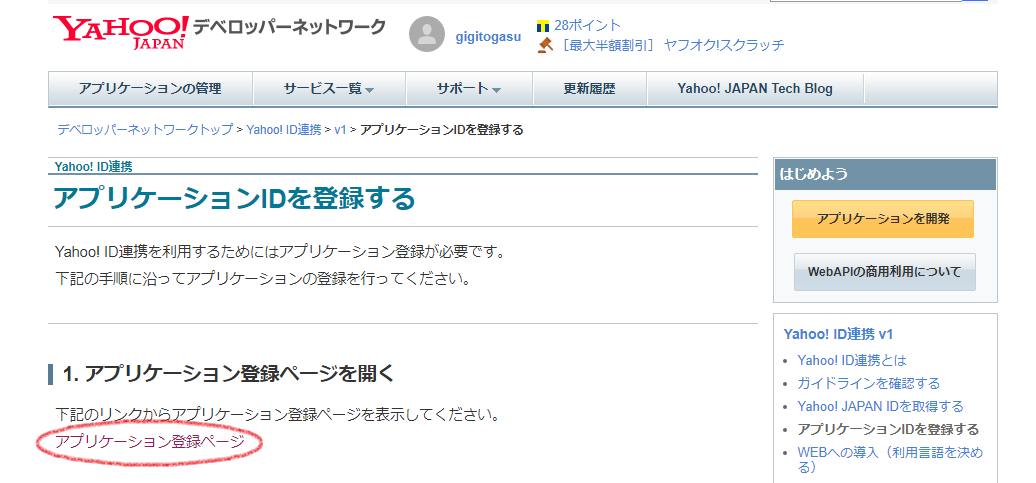 YAHOO! JAPAN デベロッパーネットワーク
gigitogasu
28ポイント
［最大半額割引］ ヤフオク!スクラッチ
アプリケーションの管理 サービス一覧 サポート 更新履歴 Yahoo! JAPAN Tech Blog
デベロッパーネットワークトップ > Yahoo! ID連携 > v1 > アプリケーションIDを登録する
Yahoo! ID連携
アプリケーションIDを登録する
Yahoo! ID連携を利用するためにはアプリケーション登録が必要です。
下記の手順に沿ってアプリケーションの登録を行ってください。
1. アプリケーション登録ページを開く
下記のリンクからアプリケーション登録ページを表示してください。
アプリケーション登録ページ
はじめよう
アプリケーションを開発
WebAPIの商用利用について
Yahoo! ID連携 v1
• Yahoo! ID連携とは
• ガイドラインを確認する
• Yahoo! JAPAN IDを取得する
• アプリケーションIDを登録する
• WEBへの導入（利用言語を決め
る）